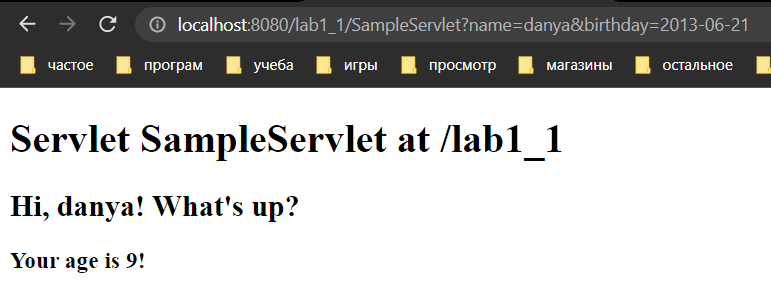 localhost:8080/lab1_1/SampleServlet?name=danya&birthday=2013-06-21
частое програм учеба игры просмотр магазины остальное
Servlet SampleServlet at /lab1_1
Hi, danya! What's up?
Your age is 9!